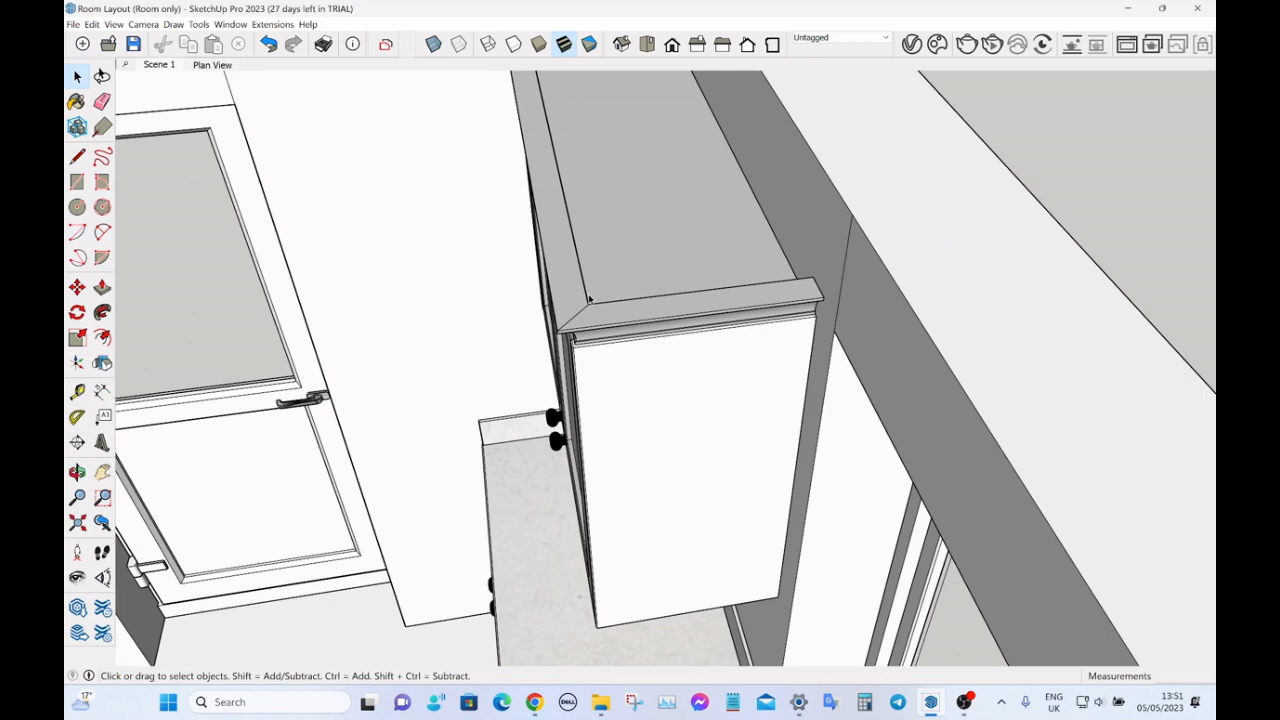 Room Layout (Room only) - SketchUp Pro 2023 (27 days left in TRIAL)
File Edit View Camera Draw Tools Window Extensions Help
Untagged
Scene 1 Plan View
A1
Click or drag to select objects. Shift = Add/Subtract. Ctrl = Add. Shift + Ctrl = Subtract.
Measurements
17°
Search
DELL
ENG
UK
13:51
05/05/2023